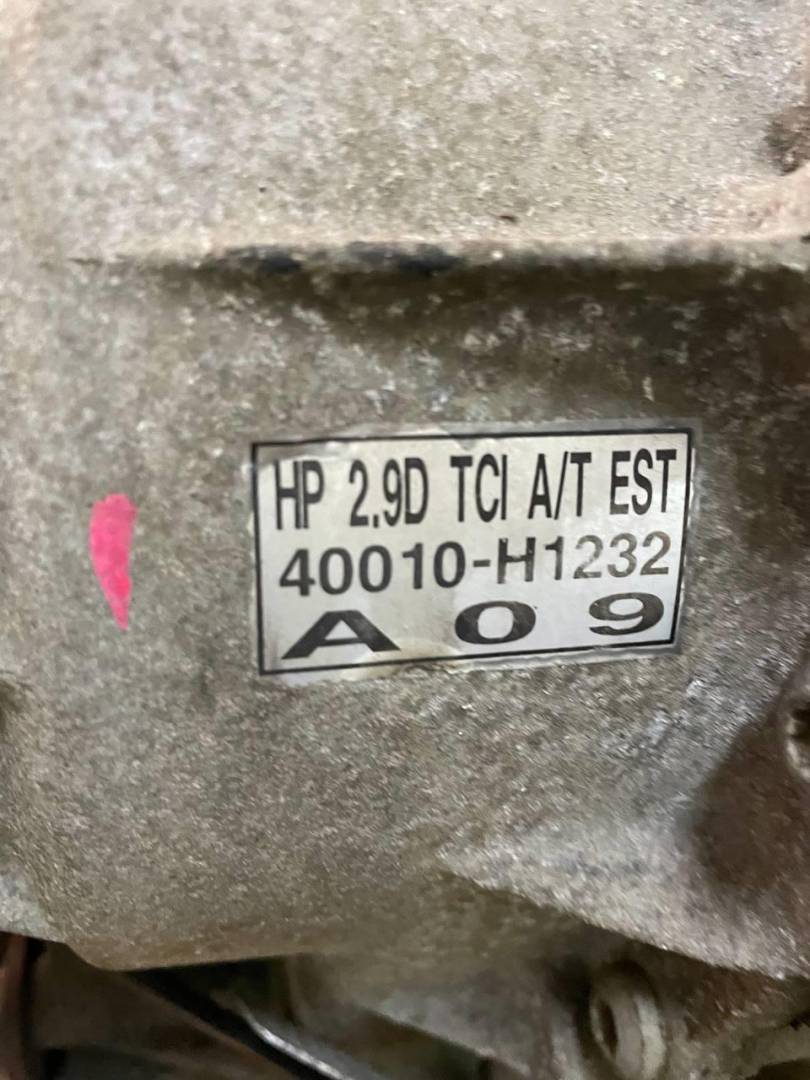 HP 2.9D TCI A/T EST
40010-H1232
A09